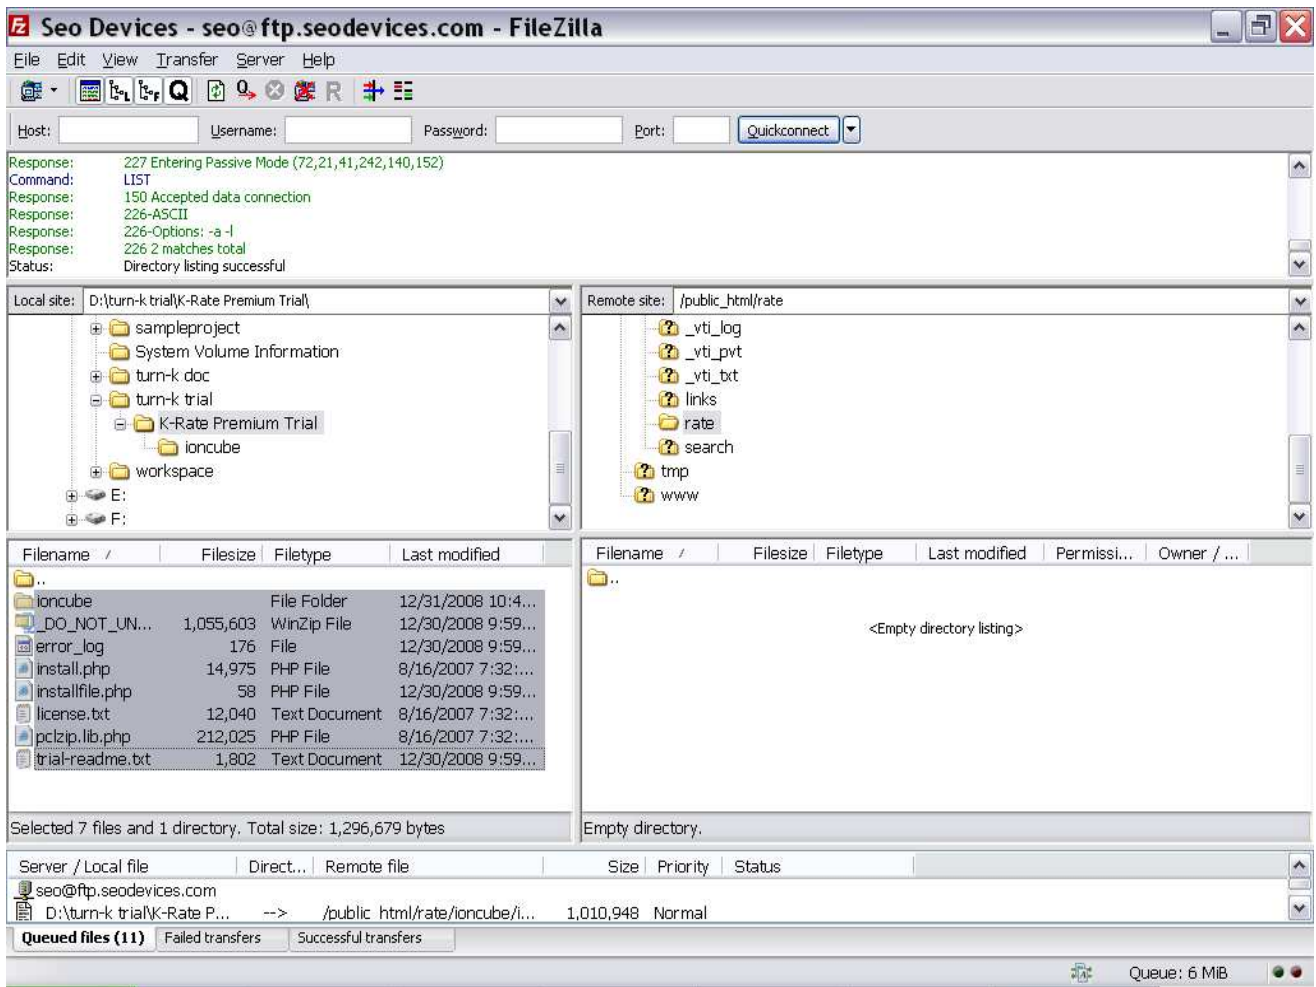 Seo Devices - seo@ftp.seodevices.com - FileZilla
File Edit View Transfer Server Help
Host: Username: Password: Port: Quickconnect
Response: 227 Entering Passive Mode (72,21,41,242,140,152)
Command: LIST
Response: 150 Accepted data connection
Response: 226-ASCII
Response: 226-Options: -a -l
Response: 226 2 matches total
Status: Directory listing successful
Local site: D:\turn-k trial\K-Rate Premium Trial\
sampleproject
System Volume Information
turn-k doc
turn-k trial
K-Rate Premium Trial
ioncube
workspace
E:
F:
Remote site: /public_html/rate
_vti_log
_vti_pvt
_vti_txt
links
rate
search
tmp
www
Filename / Filesize Filetype Last modified
..
ioncube File Folder 12/31/2008 10:4...
_DO_NOT_UN... 1,055,603 WinZip File 12/30/2008 9:59...
error_log 176 File 12/30/2008 9:59...
install.php 14,975 PHP File 8/16/2007 7:32:...
installfile.php 58 PHP File 12/30/2008 9:59...
license.txt 12,040 Text Document 8/16/2007 7:32:...
pclzip.lib.php 212,025 PHP File 8/16/2007 7:32:...
trial-readme.txt 1,802 Text Document 12/30/2008 9:59...
Selected 7 files and 1 directory. Total size: 1,296,679 bytes
Filename / Filesize Filetype Last modified Permissi... Owner / ...
..
<Empty directory listing>
Empty directory.
Server / Local file Direct... Remote file Size Priority Status
seo@ftp.seodevices.com
D:\turn-k trial\K-Rate P... --> /public_html/rate/ioncube/i... 1,010,948 Normal
Queued files (11) Failed transfers Successful transfers
Queue: 6 MiB